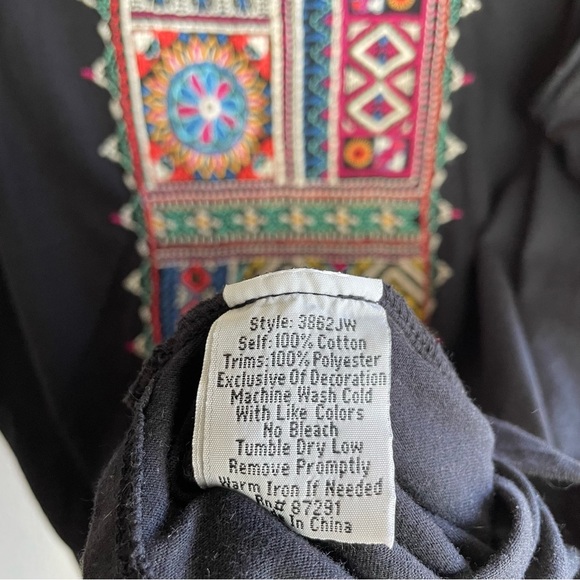 Style: 3862JW
Self:100% Cotton
Trims:100% Polyester
Exclusive Of Decoration
Machine Wash Cold
With Like Colors
No Bleach
Tumble Dry Low
Remove Promptly
Warm Iron If Needed
Rn# 87291
In China